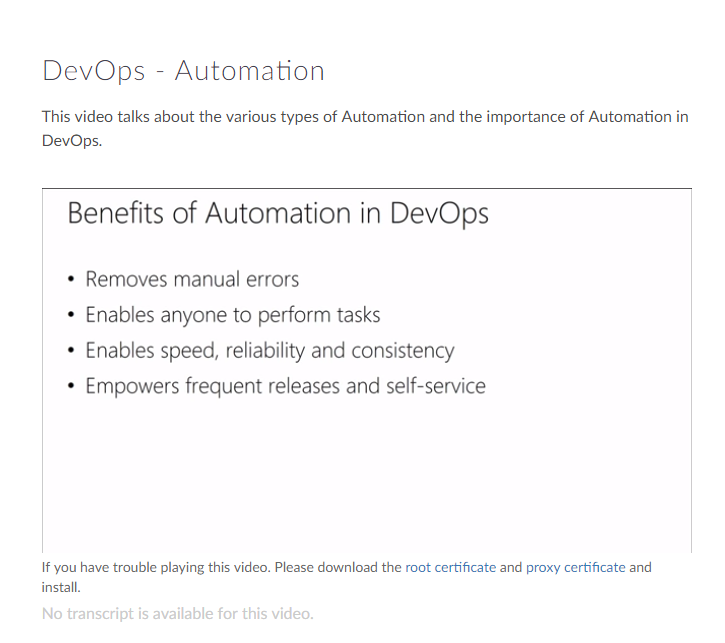 DevOps - Automation
This video talks about the various types of Automation and the importance of Automation in
DevOps.
Benefits of Automation in DevOps
• Removes manual errors
• Enables anyone to perform tasks
• Enables speed, reliability and consistency
• Empowers frequent releases and self-service
If you have trouble playing this video. Please download the root certificate and proxy certificate and
install.
No transcript is available for this video.